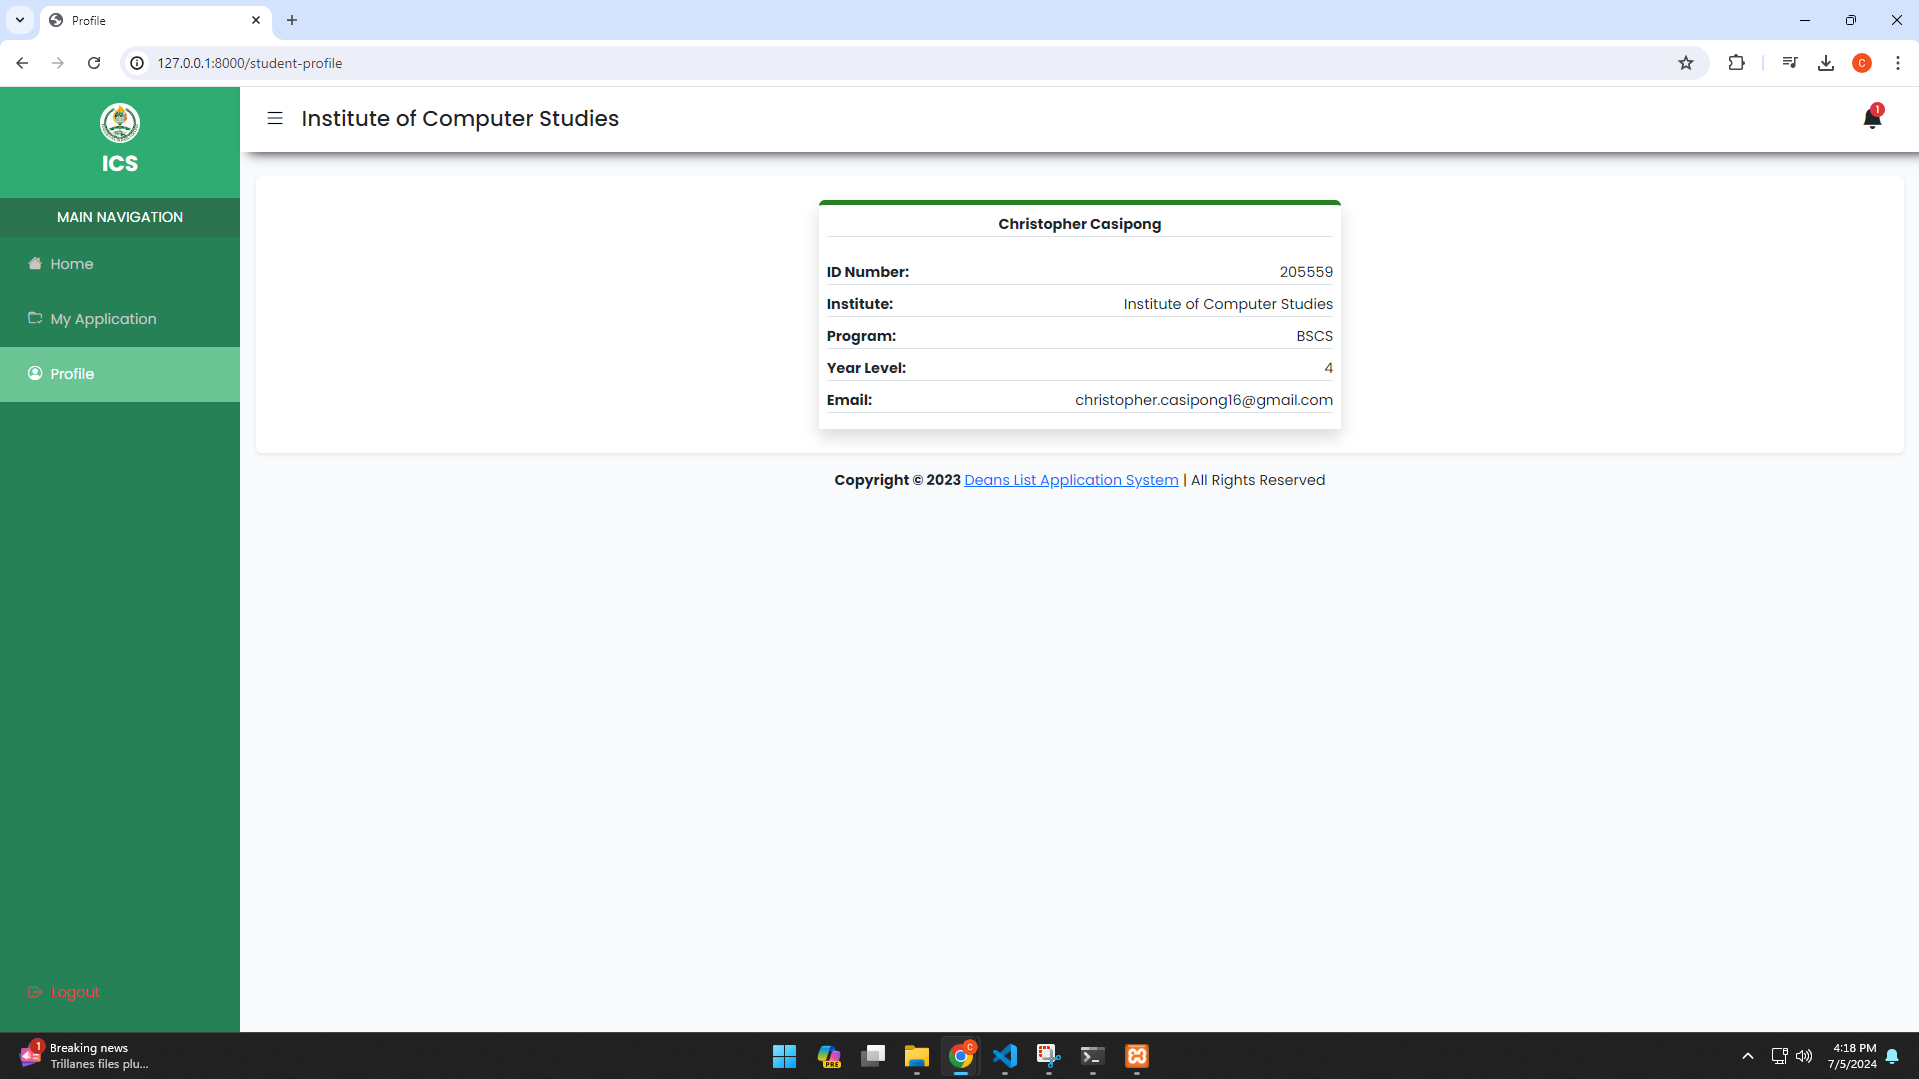 Profile
127.0.0.1:8000/student-profile
C
ICS
Institute of Computer Studies
1
MAIN NAVIGATION
Home
My Application
Profile
Logout
Christopher Casipong
ID Number: 205559
Institute: Institute of Computer Studies
Program: BSCS
Year Level: 4
Email: christopher.casipong16@gmail.com
Copyright © 2023 Deans List Application System | All Rights Reserved
1
Breaking news
Trillanes files plu...
PRE
C
4:18 PM
7/5/2024